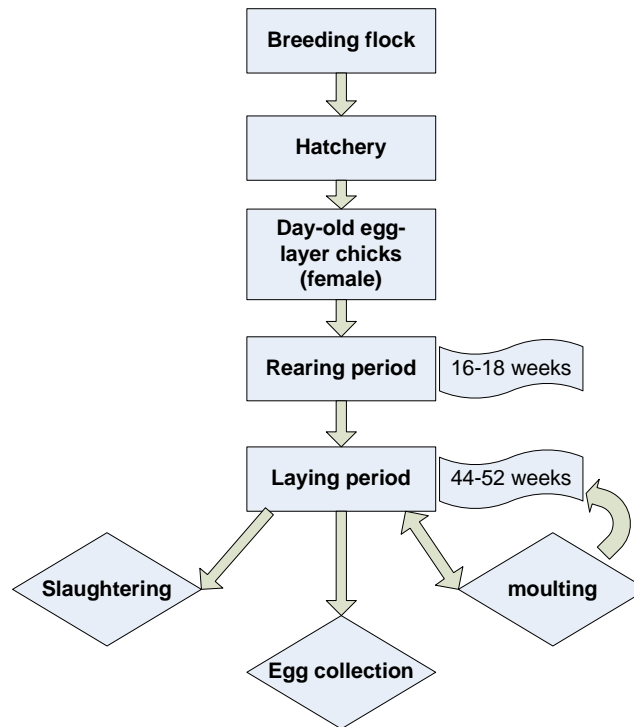 Breeding flock
Hatchery
Day-old egg-
layer chicks
(female)
Rearing period
16-18 weeks
Laying period
44-52 weeks
Slaughtering
moulting
Egg collection